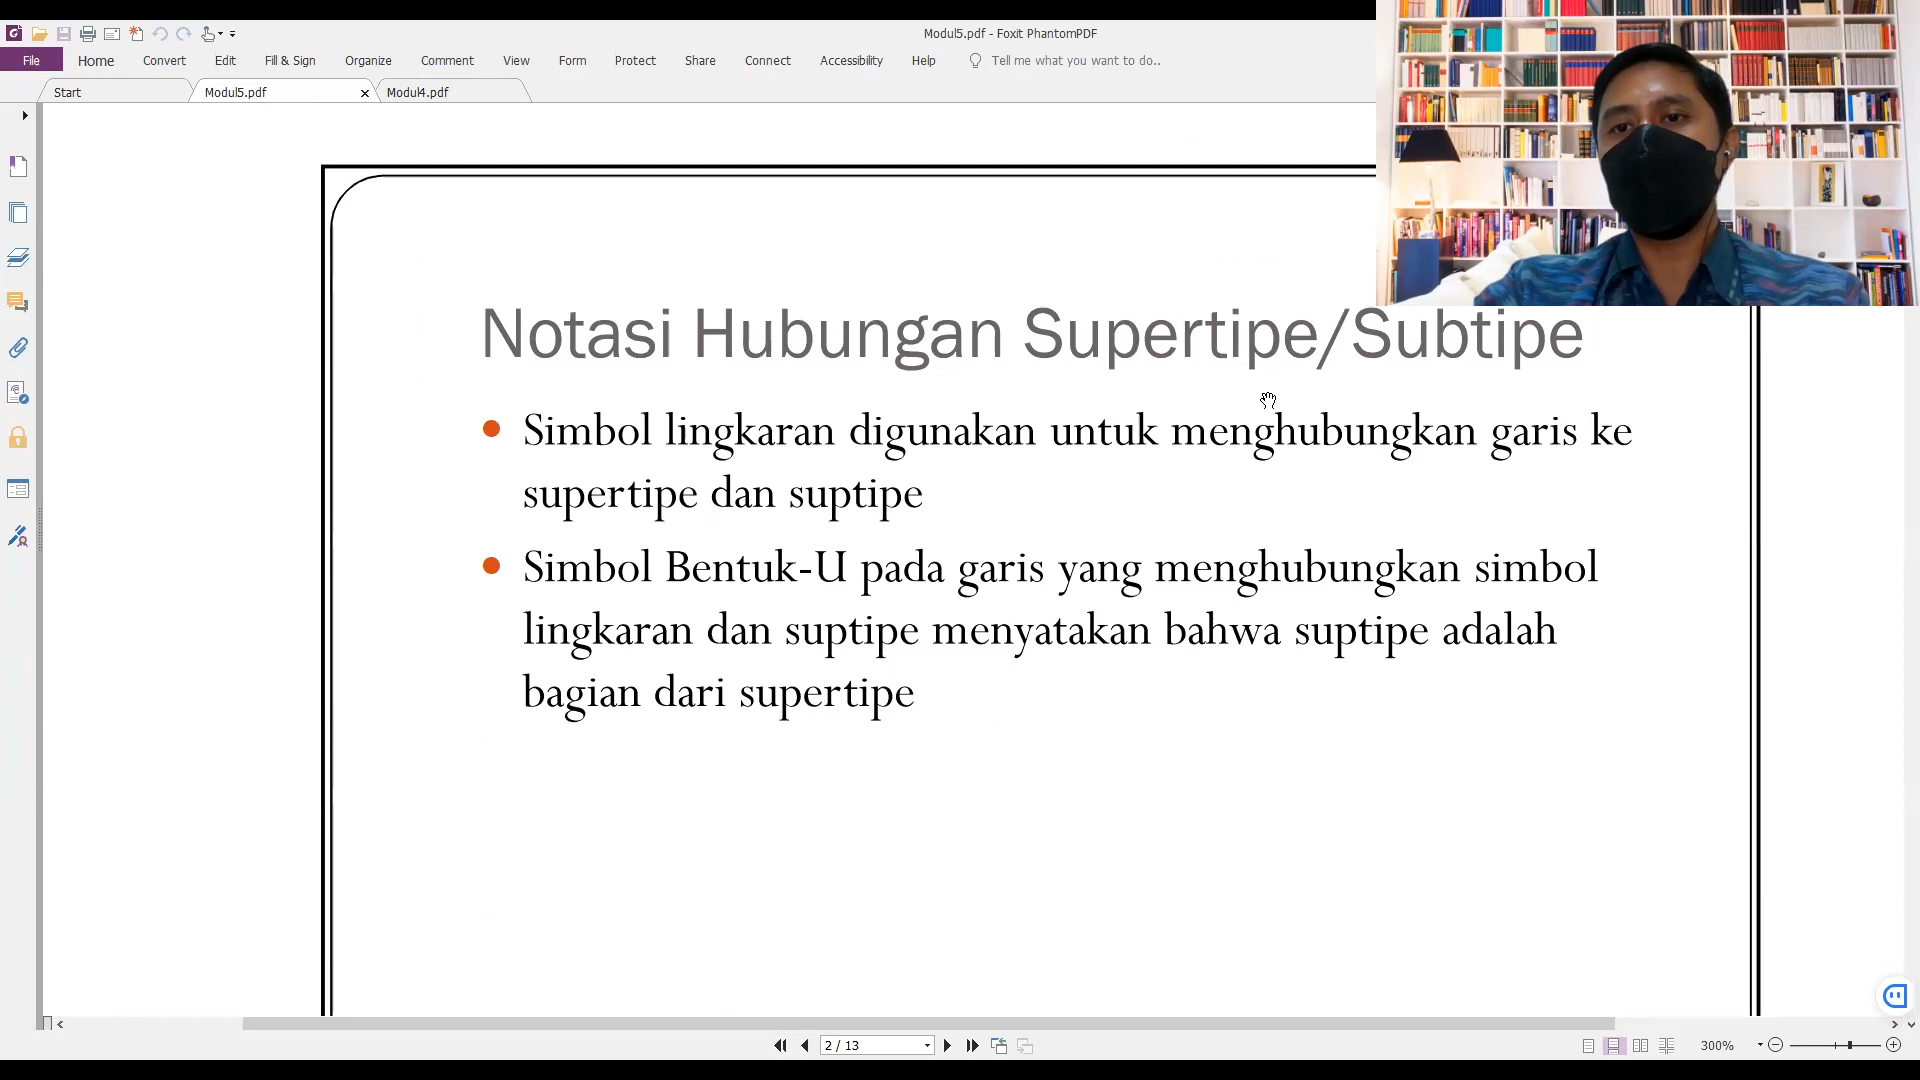 Modul5.pdf - Foxit PhantomPDF
File Home Convert Edit Fill & Sign Organize Comment View Form Protect Share Connect Accessibility Help Tell me what you want to do..
Start Modul5.pdf Modul4.pdf
Notasi Hubungan Supertipe/Subtipe
Simbol lingkaran digunakan untuk menghubungkan garis ke
supertipe dan suptipe
Simbol Bentuk-U pada garis yang menghubungkan simbol
lingkaran dan suptipe menyatakan bahwa suptipe adalah
bagian dari supertipe
2 / 13
300%